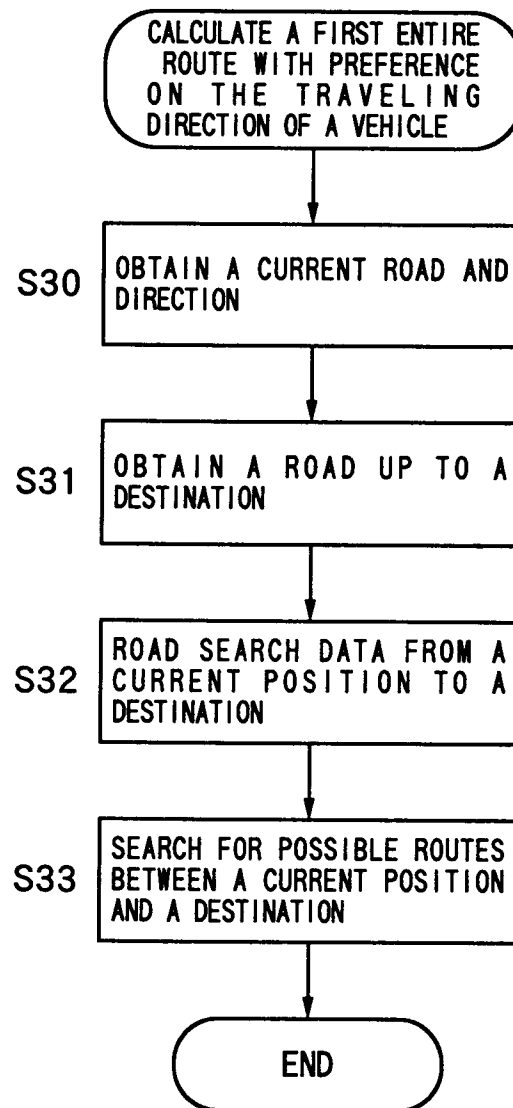 CALCULATE A FIRST ENTIRE
ROUTE WITH PREFERENCE
ON THE TRAVELING
DIRECTION OF A VEHICLE
S30
OBTAIN A CURRENT ROAD AND
DIRECTION
S31
OBTAIN A ROAD UP TO A
DESTINATION
S32
ROAD SEARCH DATA FROM A
CURRENT POSITION TO A
DESTINATION
S33
SEARCH FOR POSSIBLE ROUTES
BETWEEN A CURRENT POSITION
AND A DESTINATION
END